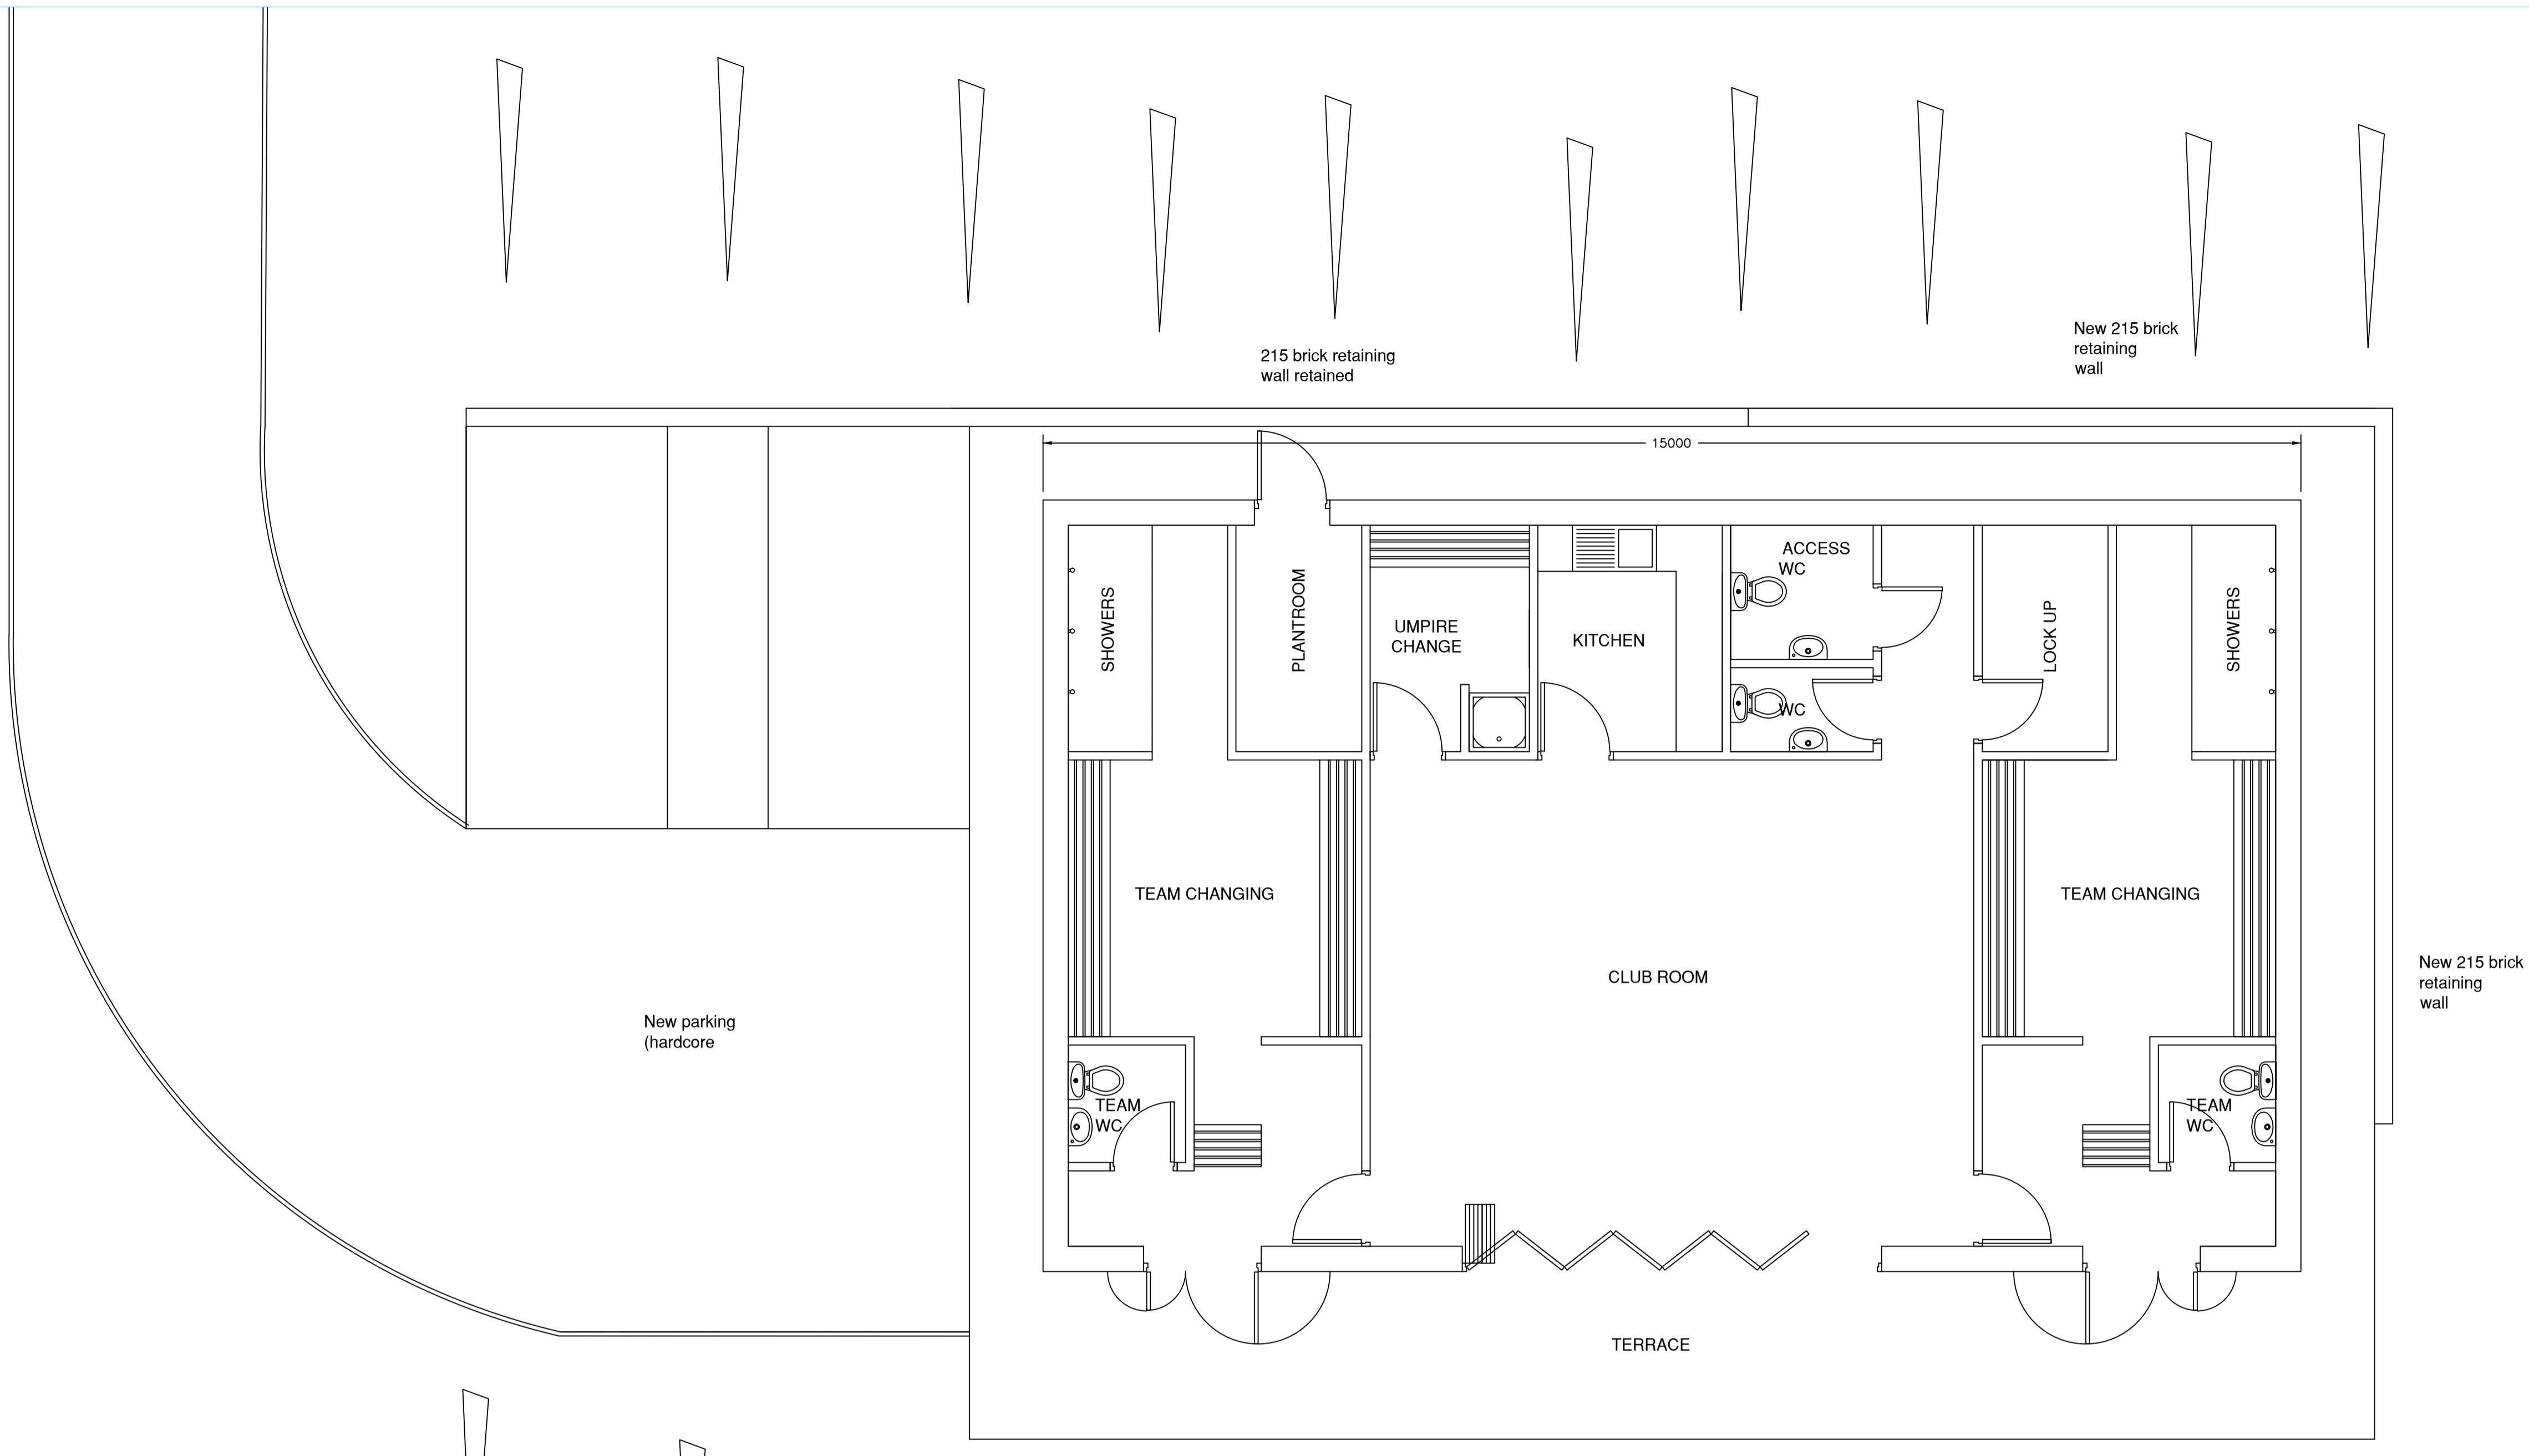 215 brick retaining
wall retained
New 215 brick
retaining
wall
15000
SHOWERS
PLANTROOM
UMPIRE
CHANGE
KITCHEN
ACCESS
WC
WC
LOCK UP
SHOWERS
TEAM CHANGING
CLUB ROOM
TEAM CHANGING
New 215 brick
retaining
wall
New parking
(hardcore
TEAM
WC
TEAM
WC
TERRACE